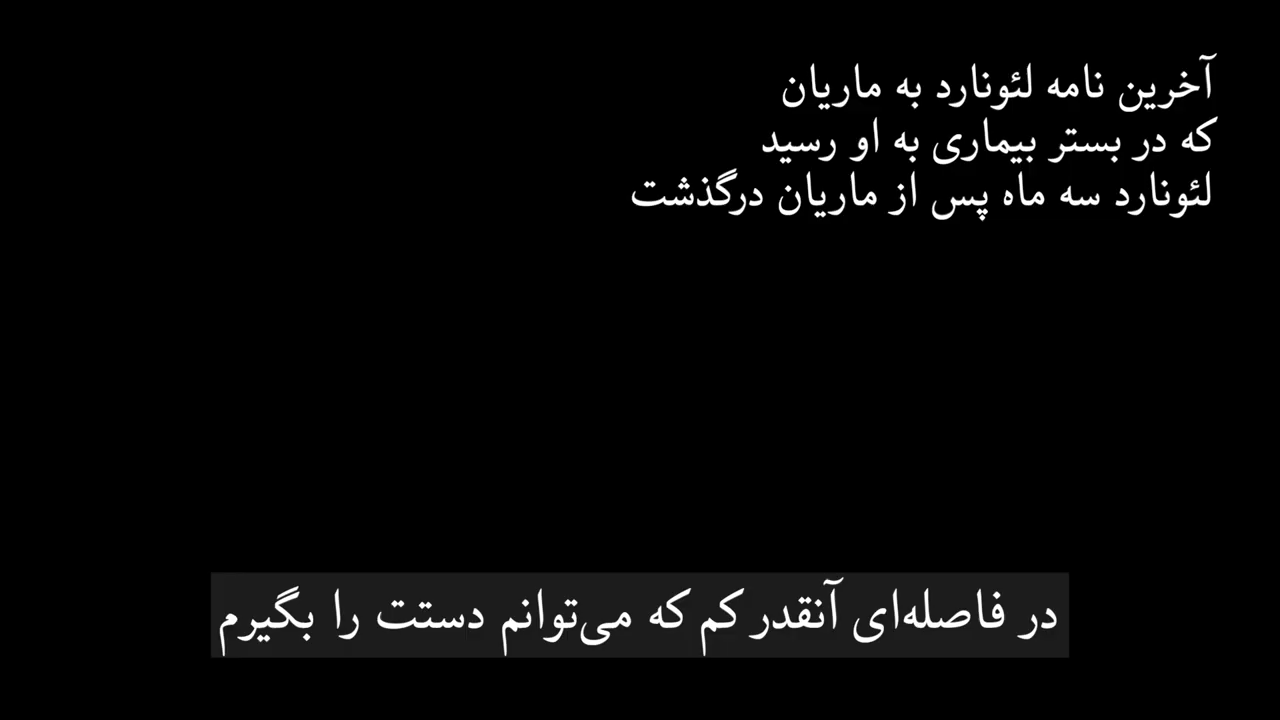 آخرین نامه لئونارد به ماریان
که در بستر بیماری به او رسید
لئونارد سه ماه پس از ماریان درگذشت
در فاصله‌ای آنقدر کم که می‌توانم دستت را بگیرم